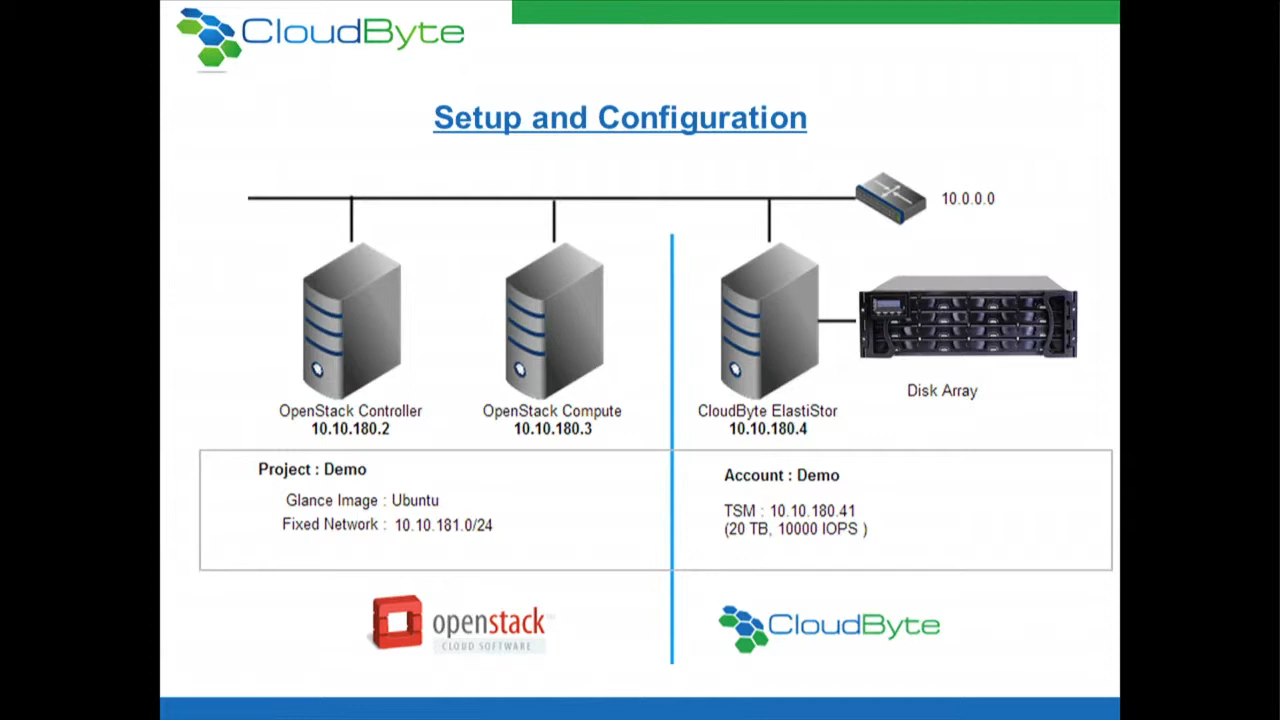 CloudByte
Setup and Configuration
10.0.0.0
Disk Array
OpenStack Controller
10.10.180.2
OpenStack Compute
10.10.180.3
CloudByte ElastiStor
10.10.180.4
Project : Demo
Glance Image : Ubuntu
Fixed Network : 10.10.181.0/24
Account : Demo
TSM : 10.10.180.41
(20 TB, 10000 IOPS )
openstack
CLOUD SOFTWARE
CloudByte